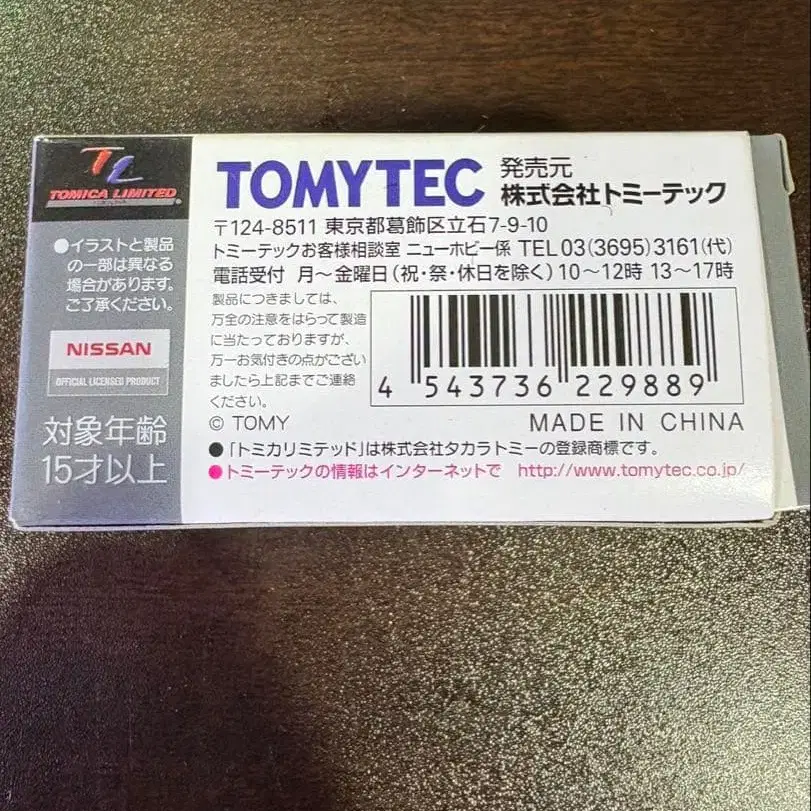 TL
TOMICA LIMITED
●イラストと製品
の一部は異なる
場合があります。
ご了承ください。
NISSAN
OFFICIAL LICENSED PRODUCT
対象年齢
15才以上
TOMYTEC 発売元
株式会社トミーテック
〒124-8511 東京都葛飾区立石7-9-10
トミーテックお客様相談室 ニューホビー係 TEL 03(3695)3161(代)
電話受付 月〜金曜日(祝・祭・休日を除く)10〜12時 13〜17時
製品につきましては、
万全の注意をはらって製造
に当たっておりますが、
万一お気付きの点がござい
ましたら上記までご連絡
ください。
4 543736 229889
© TOMY
MADE IN CHINA
●「トミカリミテッド」は株式会社タカラトミーの登録商標です。
●トミーテックの情報はインターネットで http://www.tomytec.co.jp/